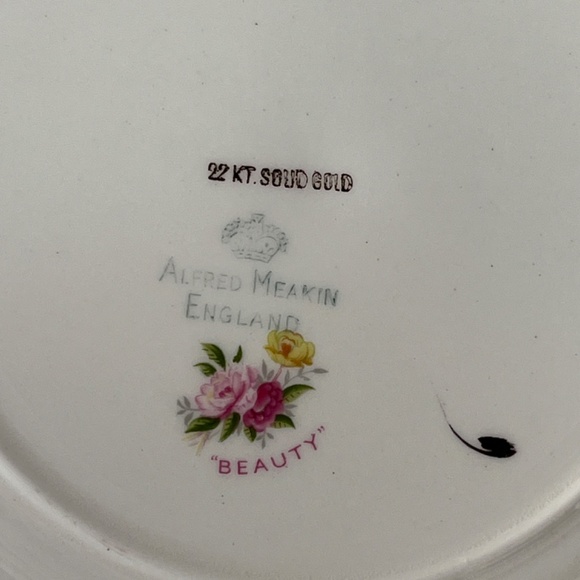 22 KT. SOLID GOLD
ALFRED MEAKIN
ENGLAND
"BEAUTY"